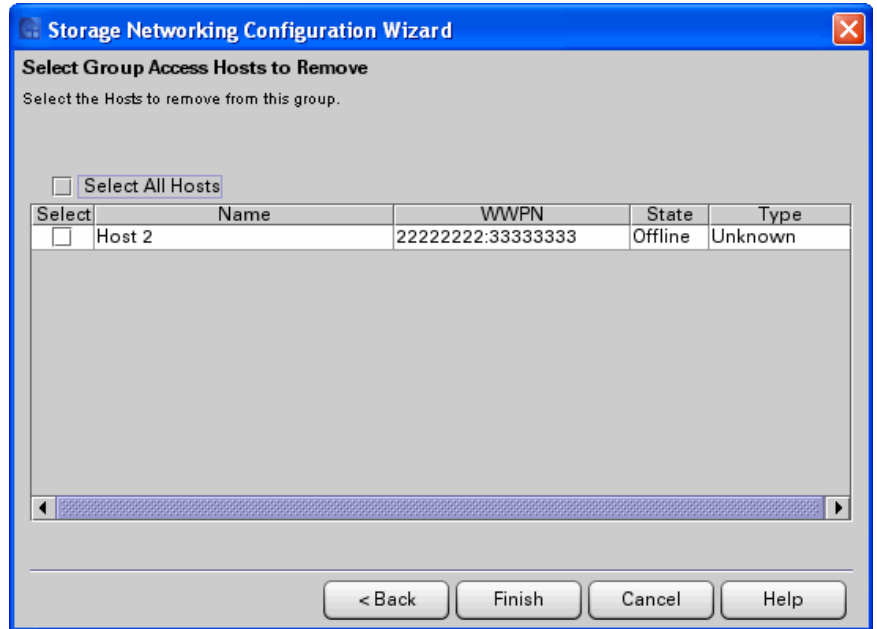 Storage Networking Configuration Wizard
Select Group Access Hosts to Remove
Select the Hosts to remove from this group.
Select All Hosts
Select Name WWPN State Type
Host 2 22222222:33333333 Offline Unknown
< Back Finish Cancel Help